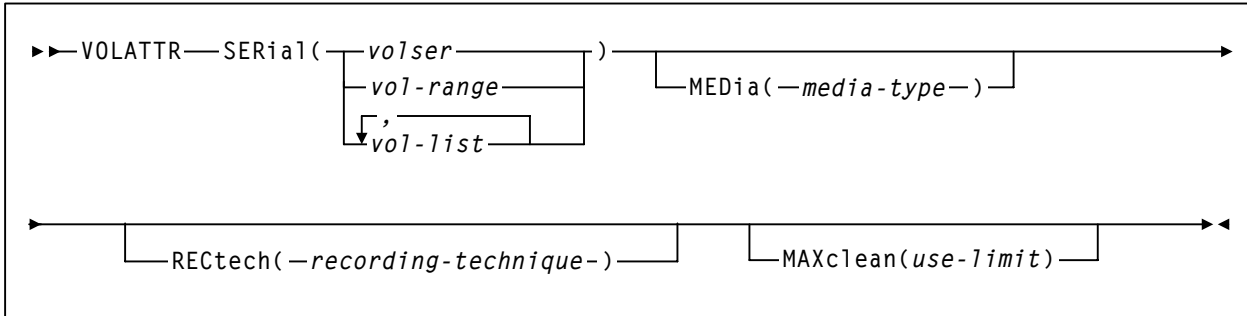 VOLATTR SERial( volser ) 
vol-range MEDia( media-type )
,
vol-list
RECtech( recording-technique ) MAXclean(use-limit)